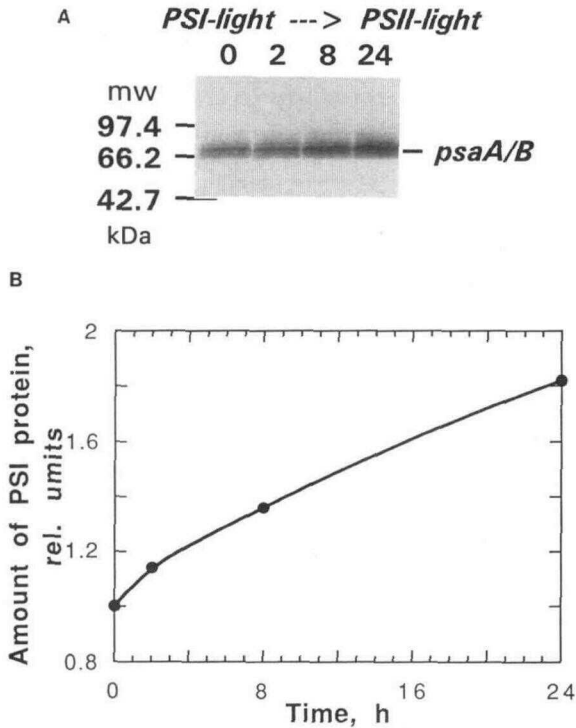 A
PSI-light ---> PSII-light
0 2 8 24
mw
97.4
66.2
42.7
kDa
psaA/B
B
2
1.6
1.2
0.8
Amount of PSI protein,
rel. umits
0 8 16 24
Time, h